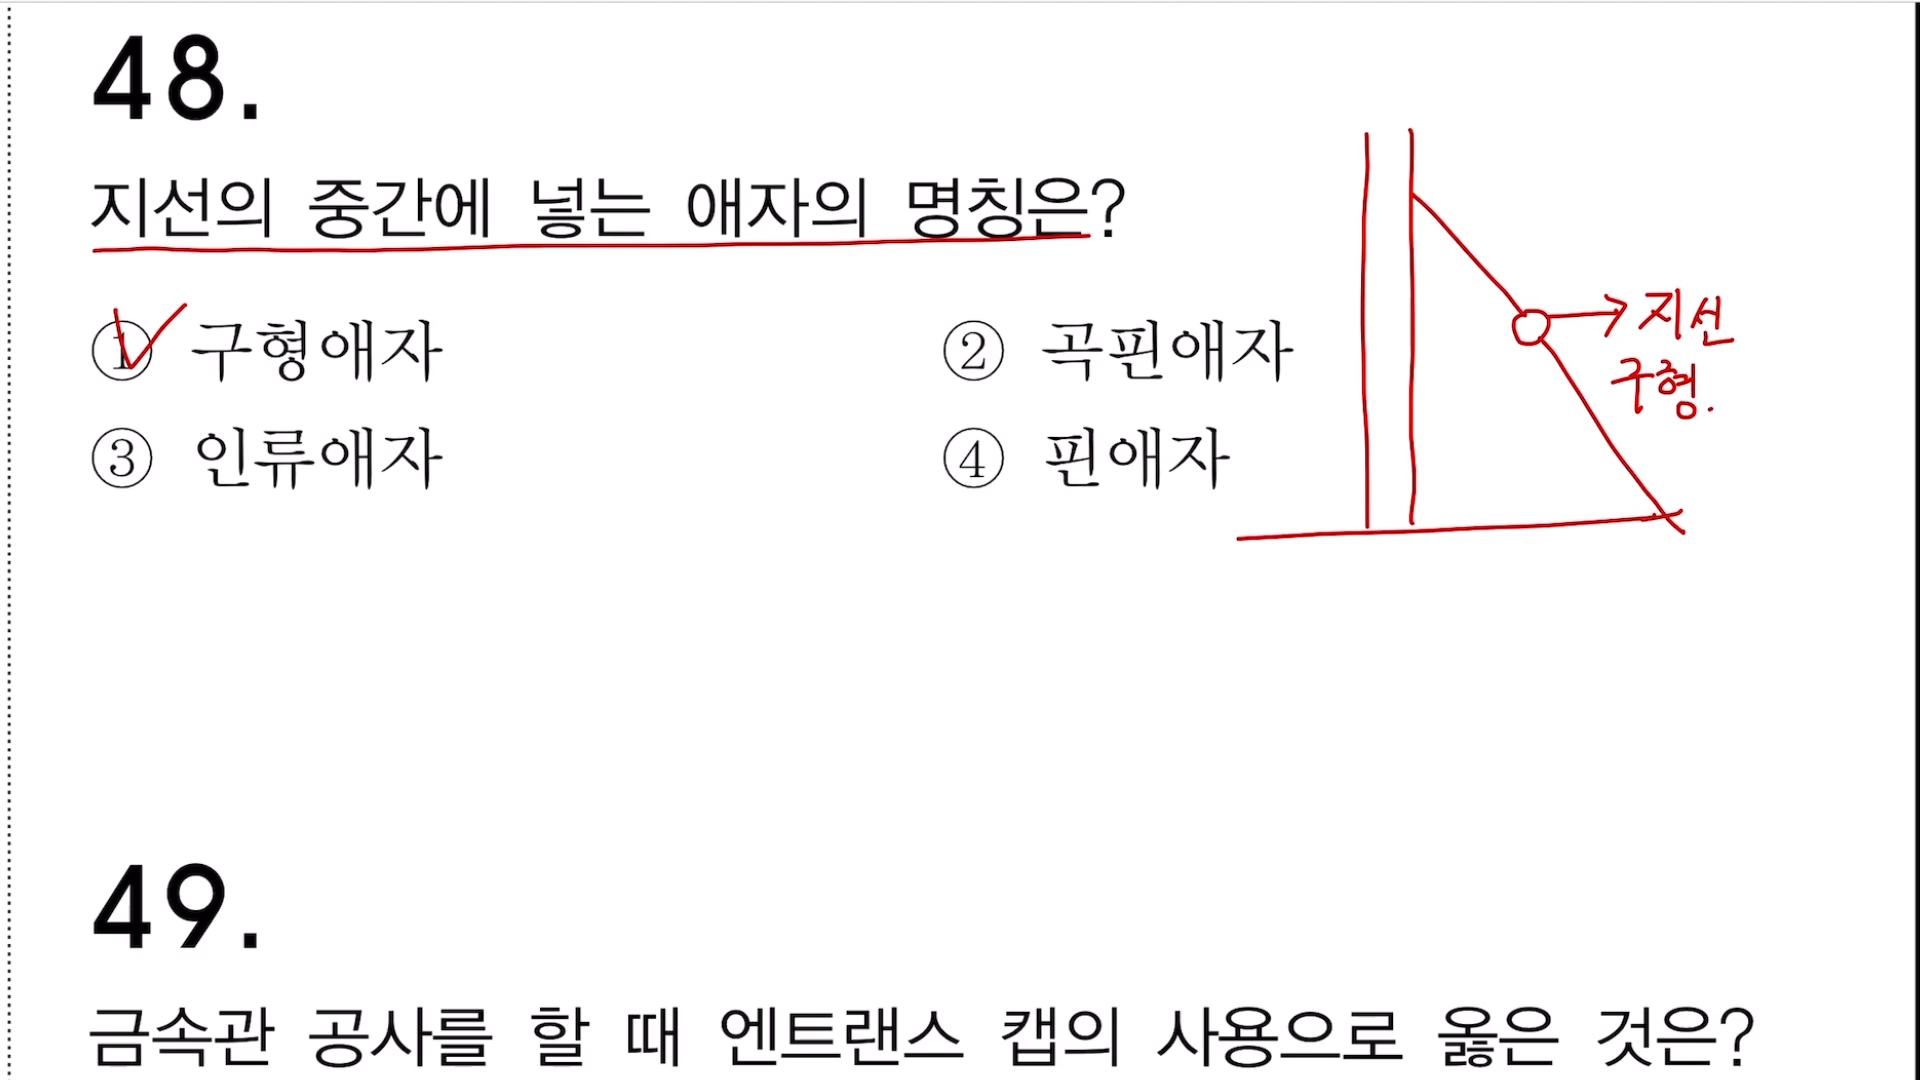 48.
지선의 중간에 넣는 애자의 명칭은?
① 구형애자
② 곡핀애자
③ 인류애자
④ 핀애자
지선
구형.
49.
금속관 공사를 할 때 엔트랜스 캡의 사용으로 옳은 것은?